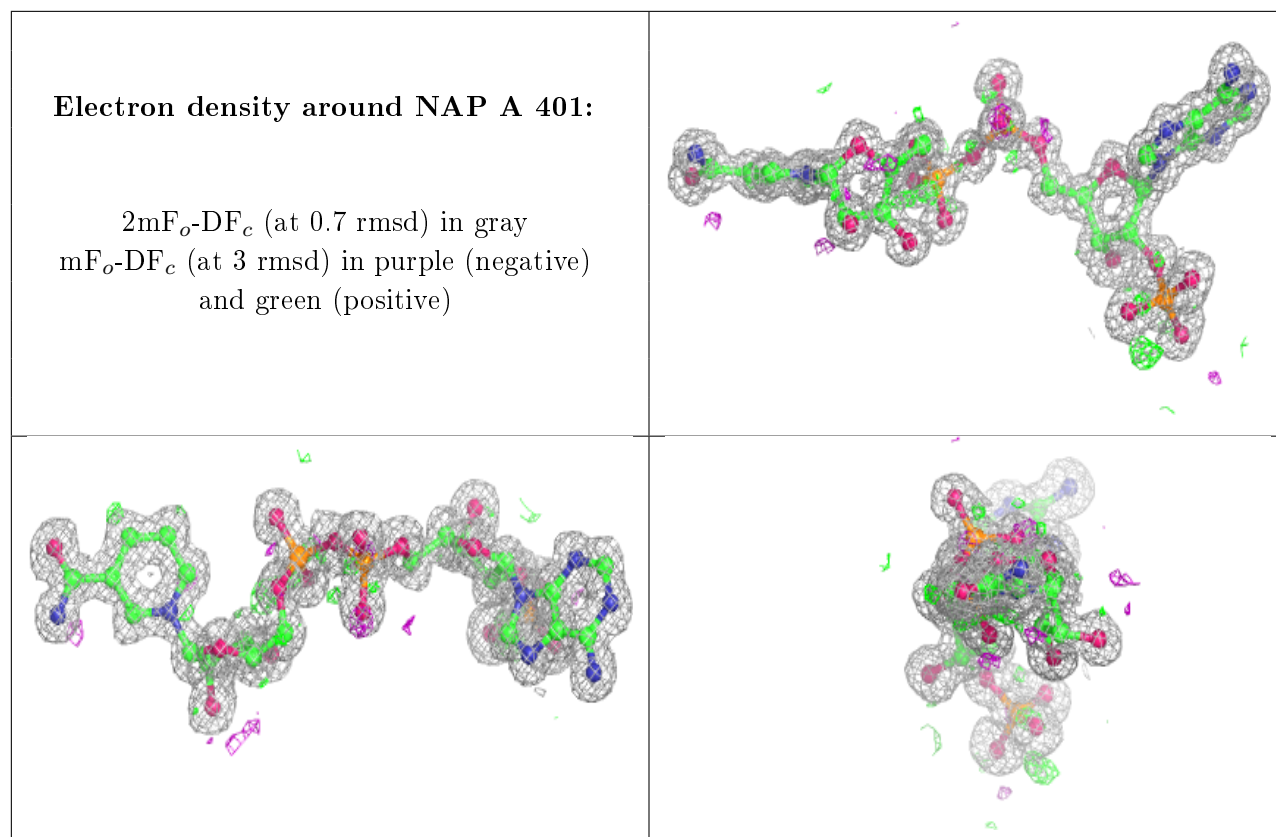 Electron density around NAP A 401:
2mFₒ-DF𝑐 (at 0.7 rmsd) in gray
mFₒ-DF𝑐 (at 3 rmsd) in purple (negative)
and green (positive)